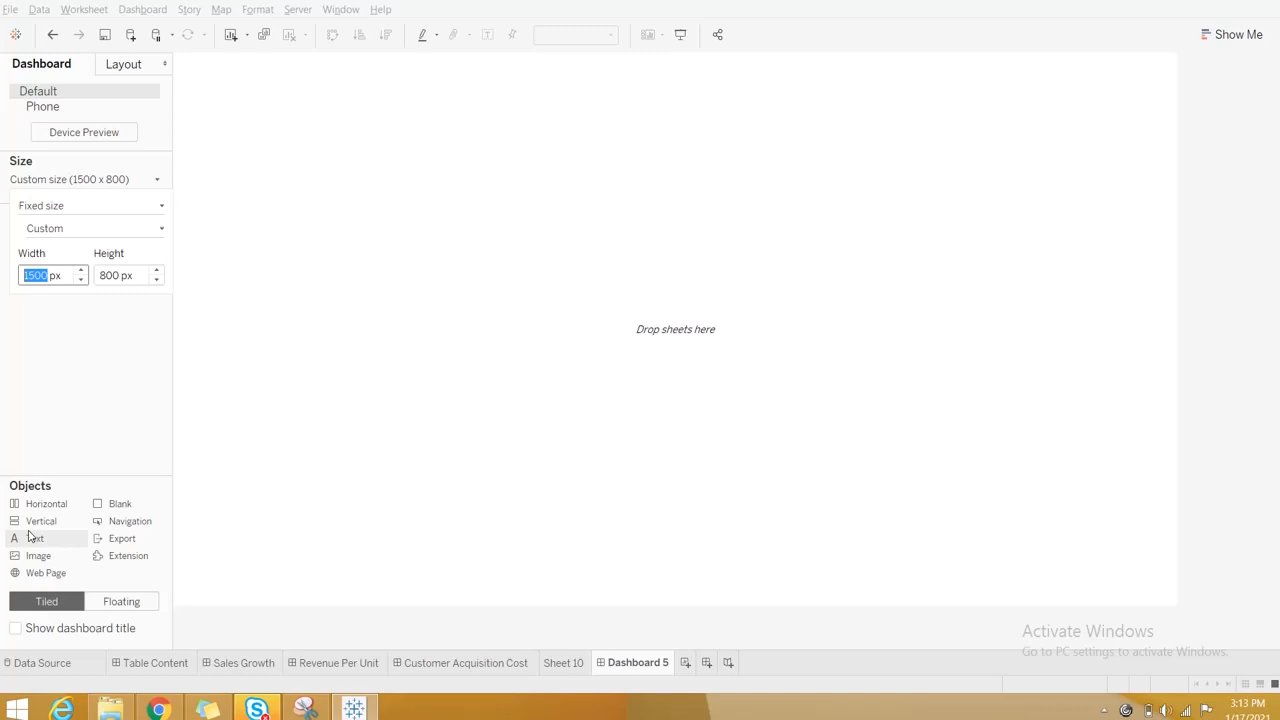 File Data Worksheet Dashboard Story Map Format Server Window Help
Show Me
Dashboard Layout
Default
Phone
Device Preview
Size
Custom size (1500 x 800)
Fixed size
Custom
Width Height
1500 px 800 px
Drop sheets here
Objects
Horizontal Blank
Vertical Navigation
A Export
Image Extension
Web Page
Tiled Floating
Show dashboard title
Activate Windows
Go to PC settings to activate Windows.
Data Source Table Content Sales Growth Revenue Per Unit Customer Acquisition Cost Sheet 10 Dashboard 5
3:13 PM
1/17/2021